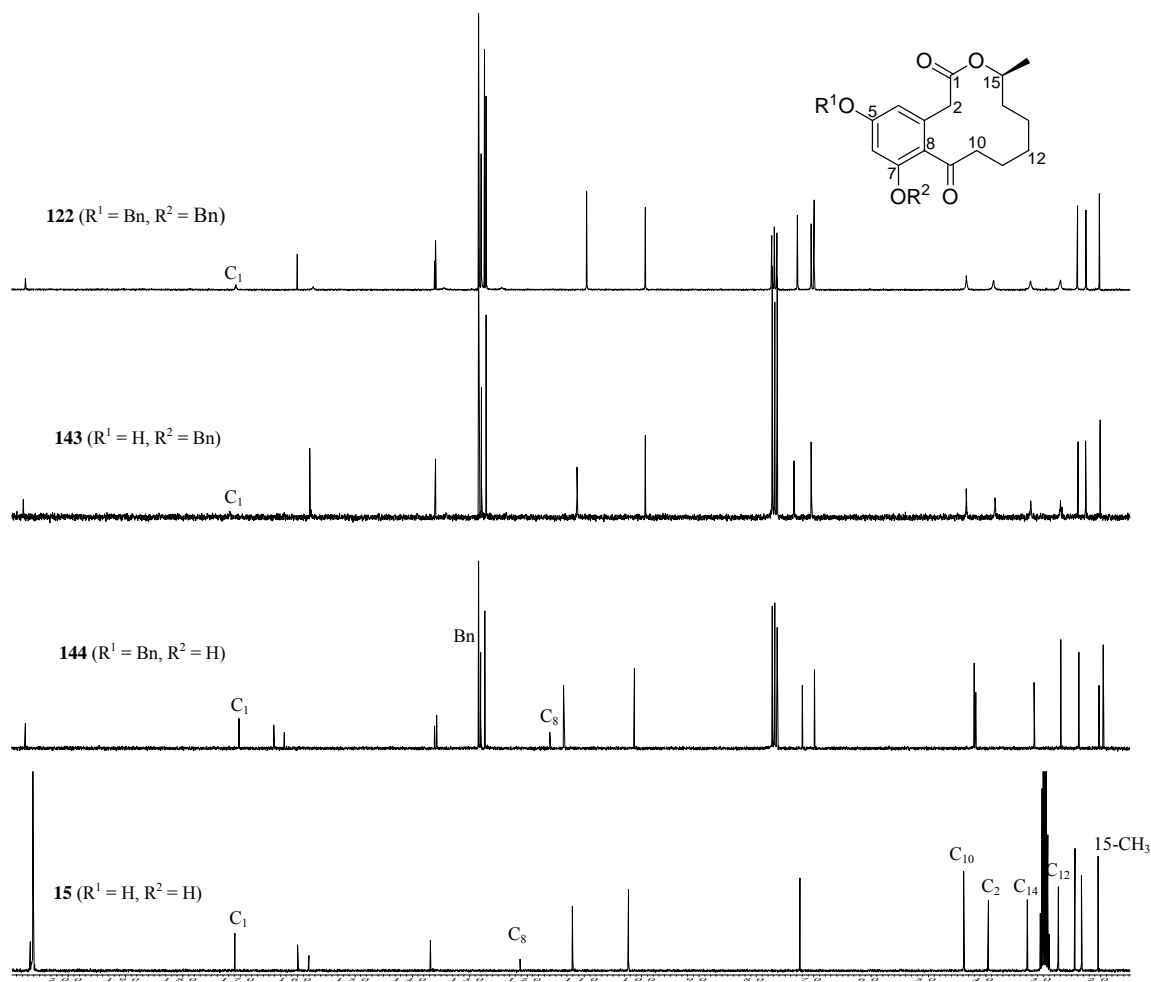 O
O
1
15
2
R¹O
5
8
10
12
7
OR²
O
122 (R¹ = Bn, R² = Bn)
C₁
143 (R¹ = H, R² = Bn)
C₁
144 (R¹ = Bn, R² = H)
C₁
Bn
C₈
15 (R¹ = H, R² = H)
C₁
C₈
C₁₀
C₂
C₁₄
C₁₂
15-CH₃